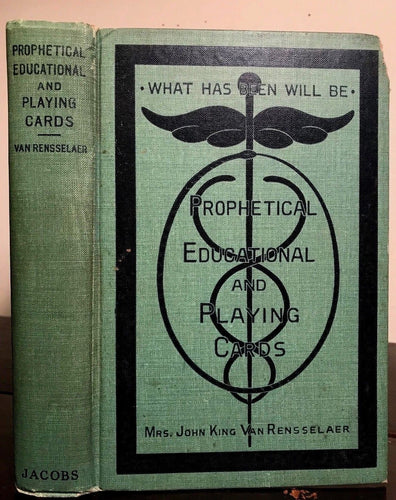 PROPHETICAL
EDUCATIONAL
AND
PLAYING
CARDS
VAN RENSSELAER
JACOBS
· WHAT HAS BEEN WILL BE ·
PROPHETICAL
EDUCATIONAL
AND
PLAYING
CARDS
MRS. JOHN KING VAN RENSSELAER